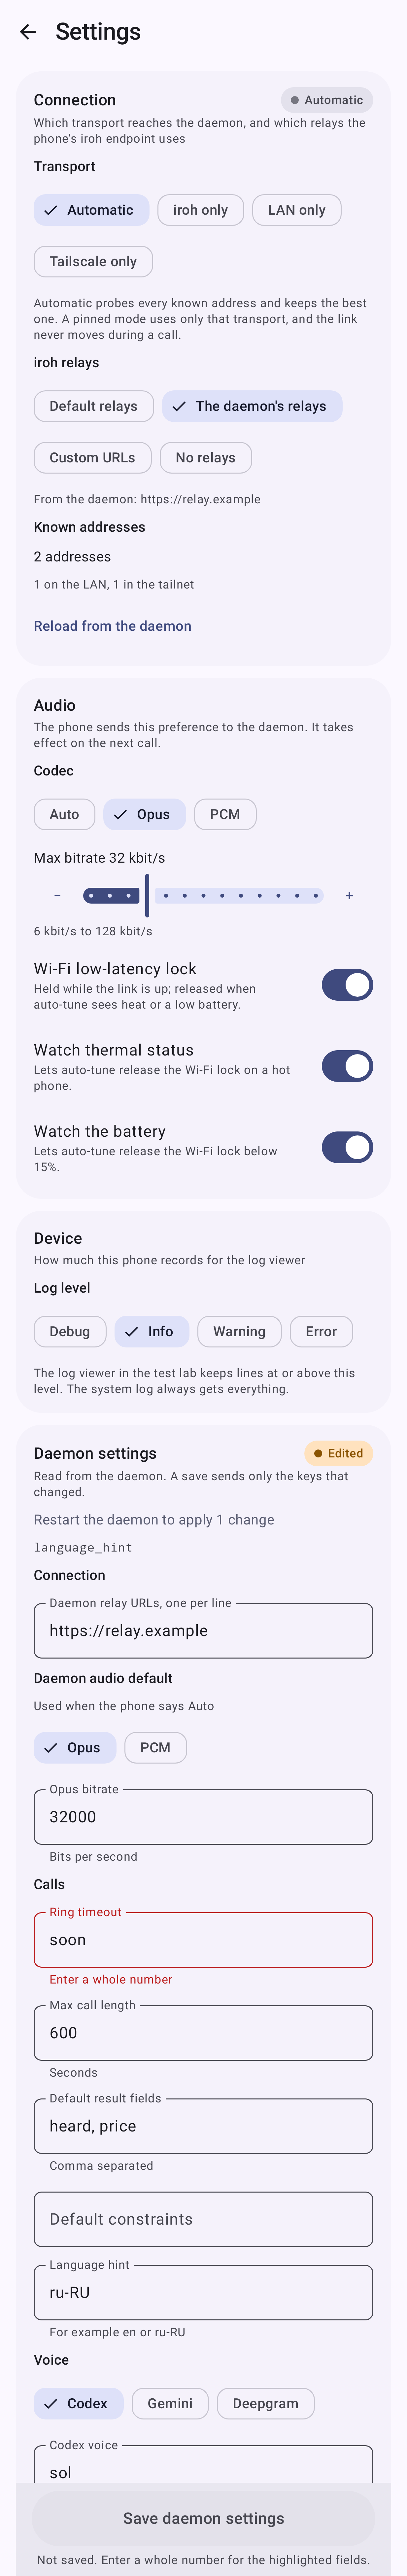 Settings
Connection
Automatic
Which transport reaches the daemon, and which relays the
phone's iroh endpoint uses
Transport
Automatic
iroh only
LAN only
Tailscale only
Automatic probes every known address and keeps the best
one. A pinned mode uses only that transport, and the link
never moves during a call.
iroh relays
Default relays
The daemon's relays
Custom URLs
No relays
From the daemon: https://relay.example
Known addresses
2 addresses
1 on the LAN, 1 in the tailnet
Reload from the daemon
Audio
The phone sends this preference to the daemon. It takes
effect on the next call.
Codec
Auto
Opus
PCM
Max bitrate 32 kbit/s
−
+
6 kbit/s to 128 kbit/s
Wi-Fi low-latency lock
Held while the link is up; released when
auto-tune sees heat or a low battery.
Watch thermal status
Lets auto-tune release the Wi-Fi lock on a hot
phone.
Watch the battery
Lets auto-tune release the Wi-Fi lock below
15%.
Device
How much this phone records for the log viewer
Log level
Debug
Info
Warning
Error
The log viewer in the test lab keeps lines at or above this
level. The system log always gets everything.
Daemon settings
Edited
Read from the daemon. A save sends only the keys that
changed.
Restart the daemon to apply 1 change
language_hint
Connection
Daemon relay URLs, one per line
https://relay.example
Daemon audio default
Used when the phone says Auto
Opus
PCM
Opus bitrate
32000
Bits per second
Calls
Ring timeout
soon
Enter a whole number
Max call length
600
Seconds
Default result fields
heard, price
Comma separated
Default constraints
Language hint
ru-RU
For example en or ru-RU
Voice
Codex
Gemini
Deepgram
Codex voice
sol
Save daemon settings
Not saved. Enter a whole number for the highlighted fields.